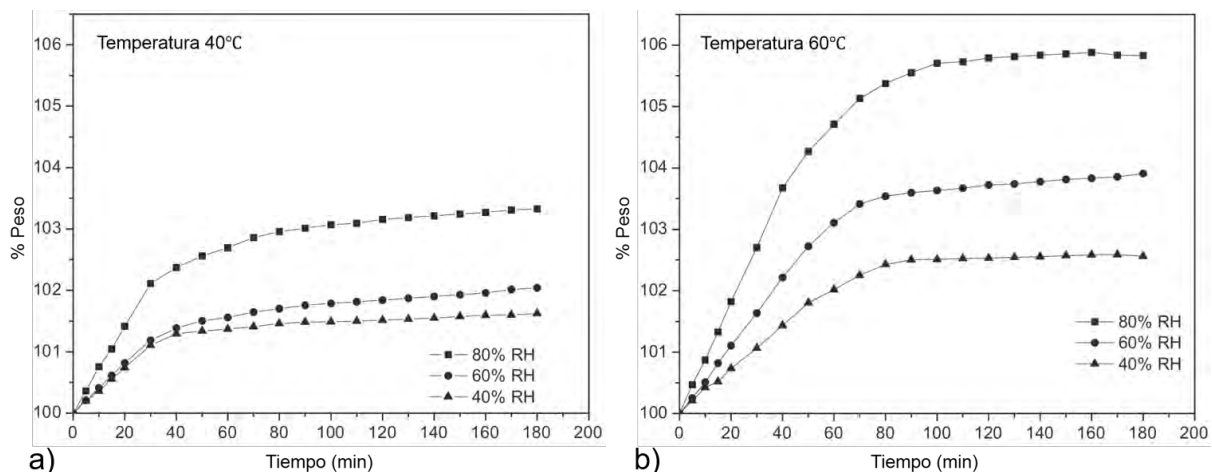 Temperatura 40℃
% Peso
106
105
104
103
102
101
100
80% RH
60% RH
40% RH
0 20 40 60 80 100 120 140 160 180 200
a)
Tiempo (min)
Temperatura 60℃
% Peso
106
105
104
103
102
101
100
80% RH
60% RH
40% RH
0 20 40 60 80 100 120 140 160 180 200
b)
Tiempo (min)